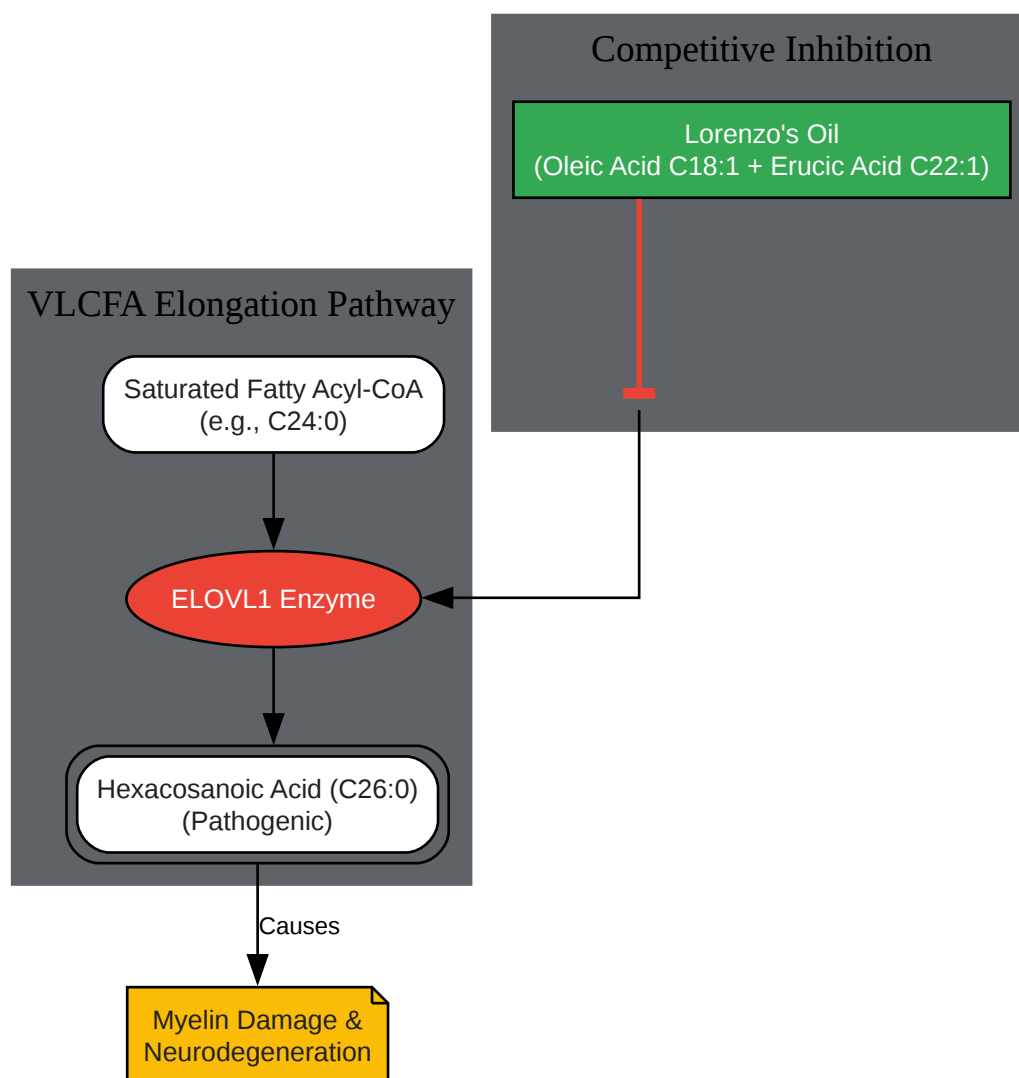 Competitive Inhibition
Lorenzo's Oil
(Oleic Acid C18:1 + Erucic Acid C22:1)
VLCFA Elongation Pathway
Saturated Fatty Acyl-CoA
(e.g., C24:0)
ELOVL1 Enzyme
Hexacosanoic Acid (C26:0)
(Pathogenic)
Causes
Myelin Damage &
Neurodegeneration